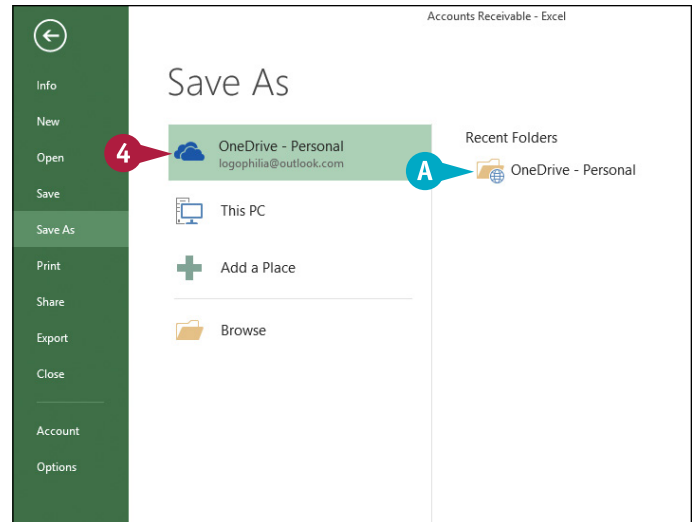 Accounts Receivable - Excel
Info
New
Open
Save
Save As
Print
Share
Export
Close
Account
Options
Save As
4
OneDrive - Personal
logophilia@outlook.com
This PC
Add a Place
Browse
Recent Folders
A
OneDrive - Personal